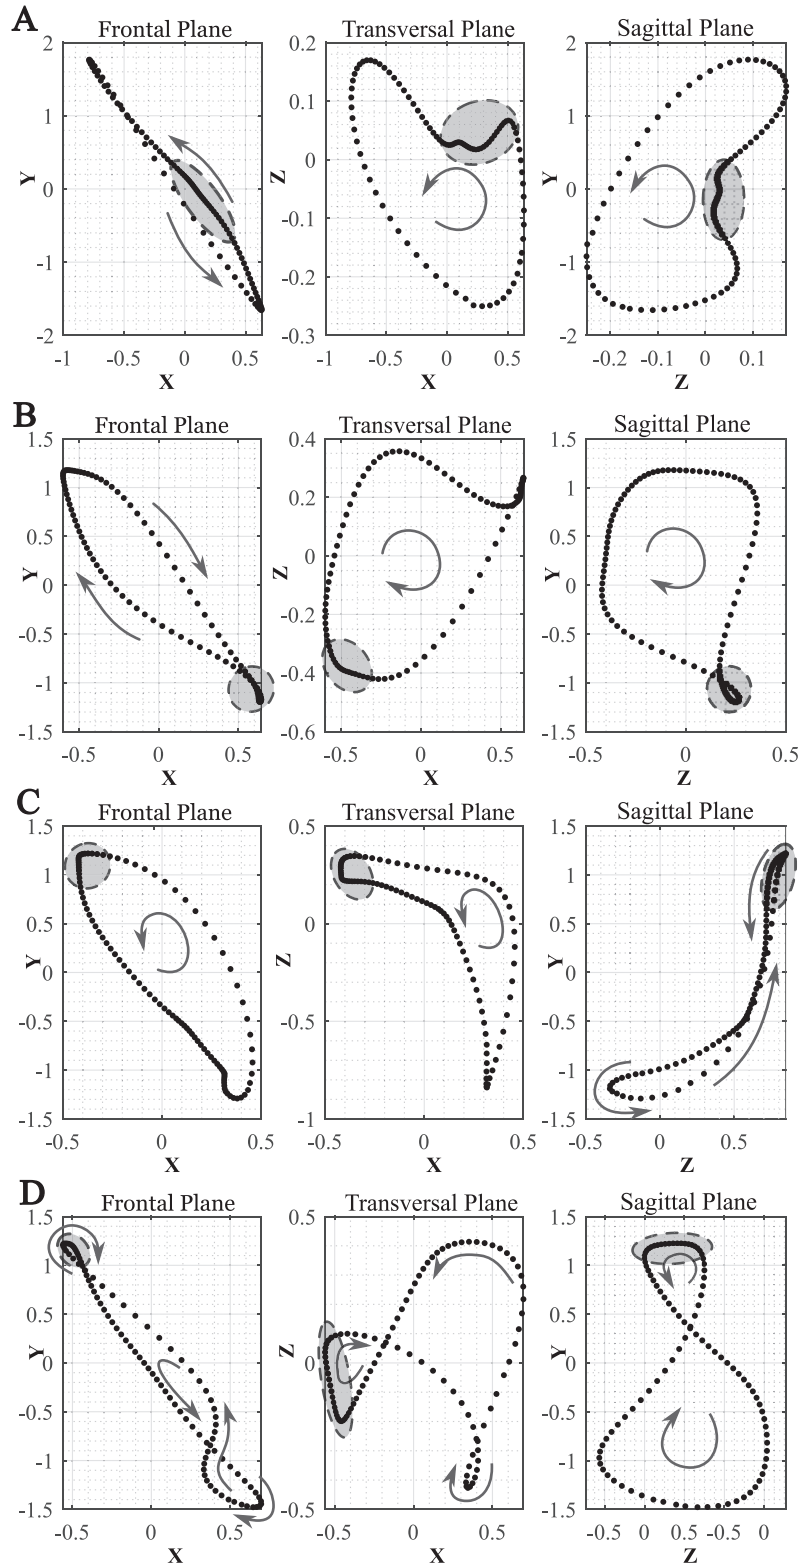 A
Frontal Plane Transversal Plane Sagittal Plane
2 0.2 2
1 0.1 1
Y 0 Z 0 Y 0
-0.1
-1 -0.2 -1
-2 -0.3 -2
-1 -0.5 0 0.5 -1 -0.5 0 0.5 -0.2 -0.1 0 0.1
X X Z
B
Frontal Plane Transversal Plane Sagittal Plane
1.5 0.4 1.5
1 0.2 1
0.5 0 0.5
Y 0 Z -0.2 Y 0
-0.5 -0.4 -0.5
-1 -0.6 -1
-1.5 -1.5
-0.5 0 0.5 -0.5 0 0.5 -0.5 0 0.5
X X Z
C
Frontal Plane Transversal Plane Sagittal Plane
1.5 0.5 1.5
1 1
0.5 0 0.5
Y 0 Z Y 0
-0.5 -0.5 -0.5
-1 -1
-1.5 -1 -1.5
-0.5 0 0.5 -0.5 0 0.5 -0.5 0 0.5
X X Z
D
Frontal Plane Transversal Plane Sagittal Plane
1.5 0.5 1.5
1 1
0.5 0.5
Y 0 Z 0 Y 0
-0.5 -0.5
-1 -1
-1.5 -0.5 -1.5
-0.5 0 0.5 -0.5 0 0.5 -0.5 0 0.5 -0.5 0
X X Z